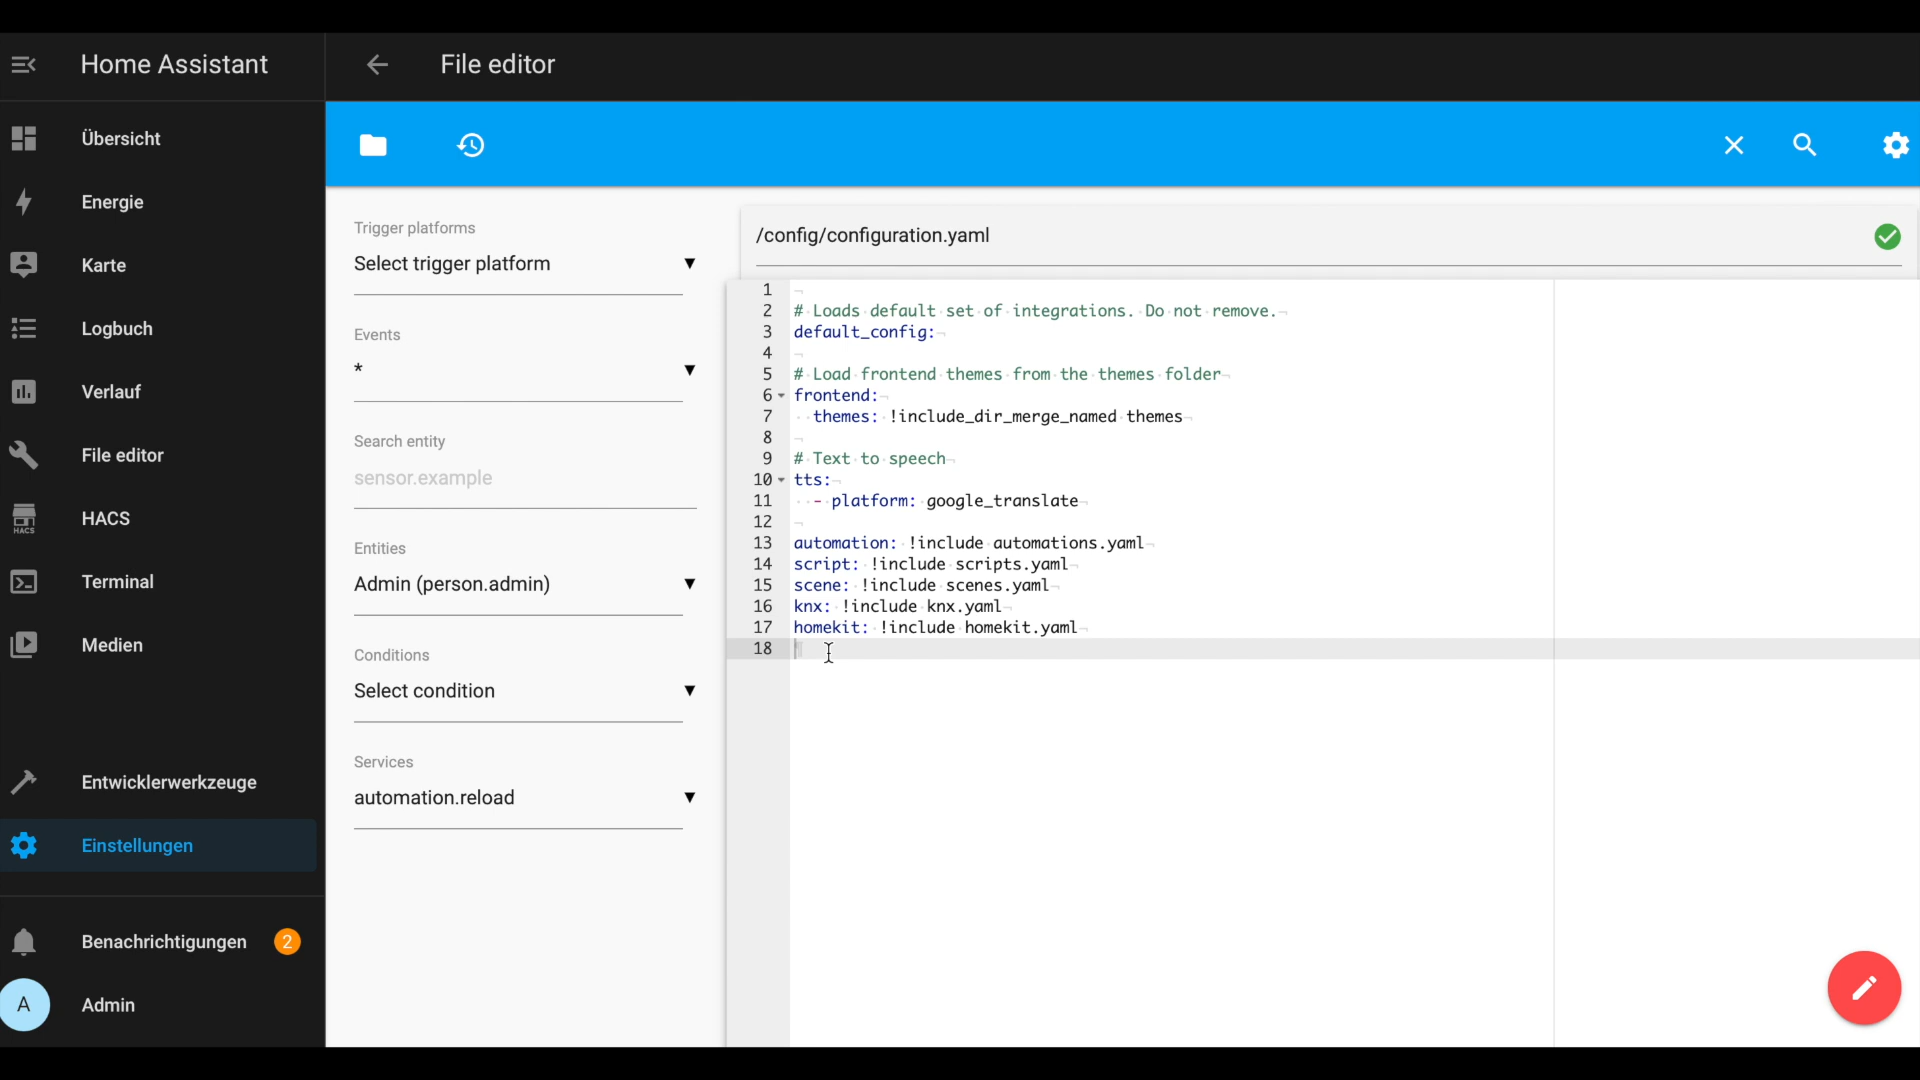 Home Assistant
File editor
Übersicht
Energie
Karte
Logbuch
Verlauf
File editor
HACS
HACS
Terminal
Medien
Entwicklerwerkzeuge
Einstellungen
Benachrichtigungen 2
A Admin
Trigger platforms
Select trigger platform
Events
*
Search entity
sensor.example
Entities
Admin (person.admin)
Conditions
Select condition
Services
automation.reload
/config/configuration.yaml
1
2 # Loads default set of integrations. Do not remove.
3 default_config:
4
5 # Load frontend themes from the themes folder
6 frontend:
7   themes: !include_dir_merge_named themes
8
9 # Text to speech
10 tts:
11   - platform: google_translate
12
13 automation: !include automations.yaml
14 script: !include scripts.yaml
15 scene: !include scenes.yaml
16 knx: !include knx.yaml
17 homekit: !include homekit.yaml
18